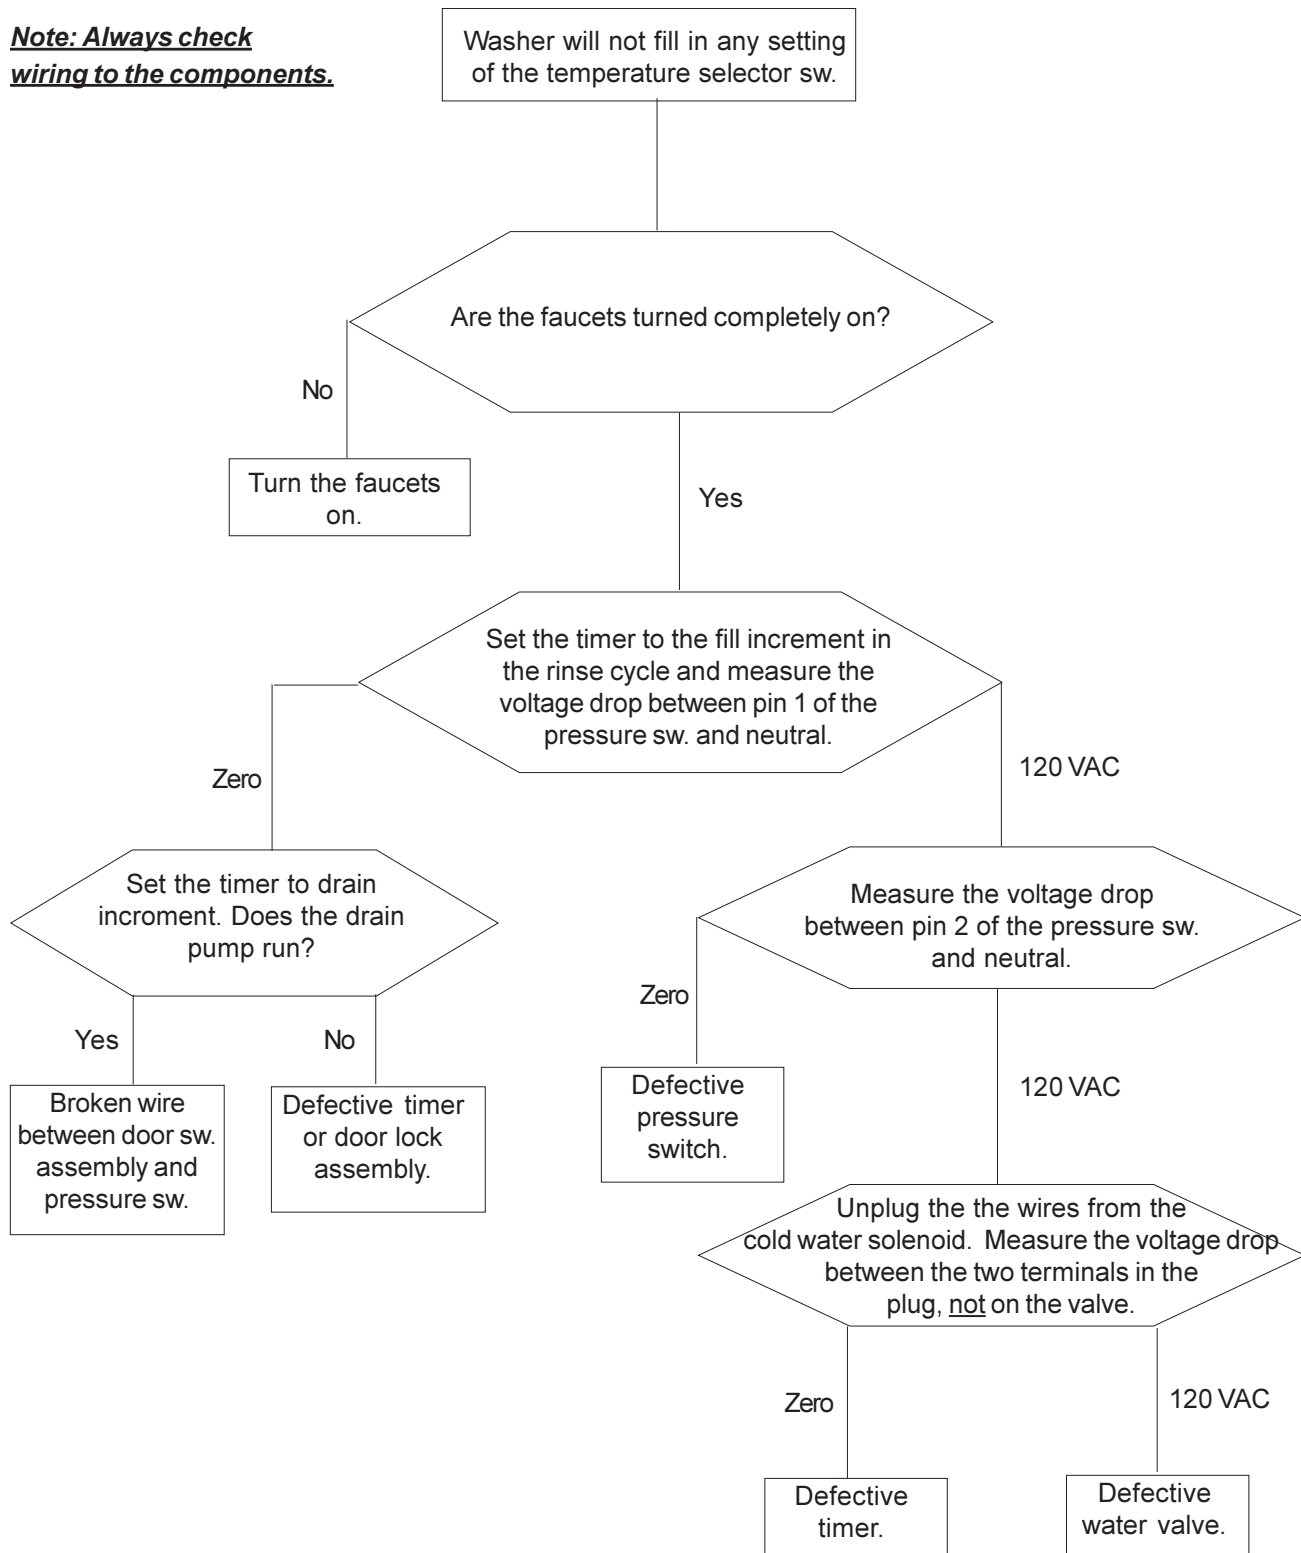 Note: Always check
wiring to the components.
Washer will not fill in any setting
of the temperature selector sw.
Are the faucets turned completely on?
No
Turn the faucets
on.
Yes
Set the timer to the fill increment in
the rinse cycle and measure the
voltage drop between pin 1 of the
pressure sw. and neutral.
Zero
120 VAC
Set the timer to drain
incroment. Does the drain
pump run?
Measure the voltage drop
between pin 2 of the pressure sw.
and neutral.
Yes
No
Zero
120 VAC
Broken wire
between door sw.
assembly and
pressure sw.
Defective timer
or door lock
assembly.
Defective
pressure
switch.
Unplug the the wires from the
cold water solenoid. Measure the voltage drop
between the two terminals in the
plug, not on the valve.
Zero
120 VAC
Defective
timer.
Defective
water valve.